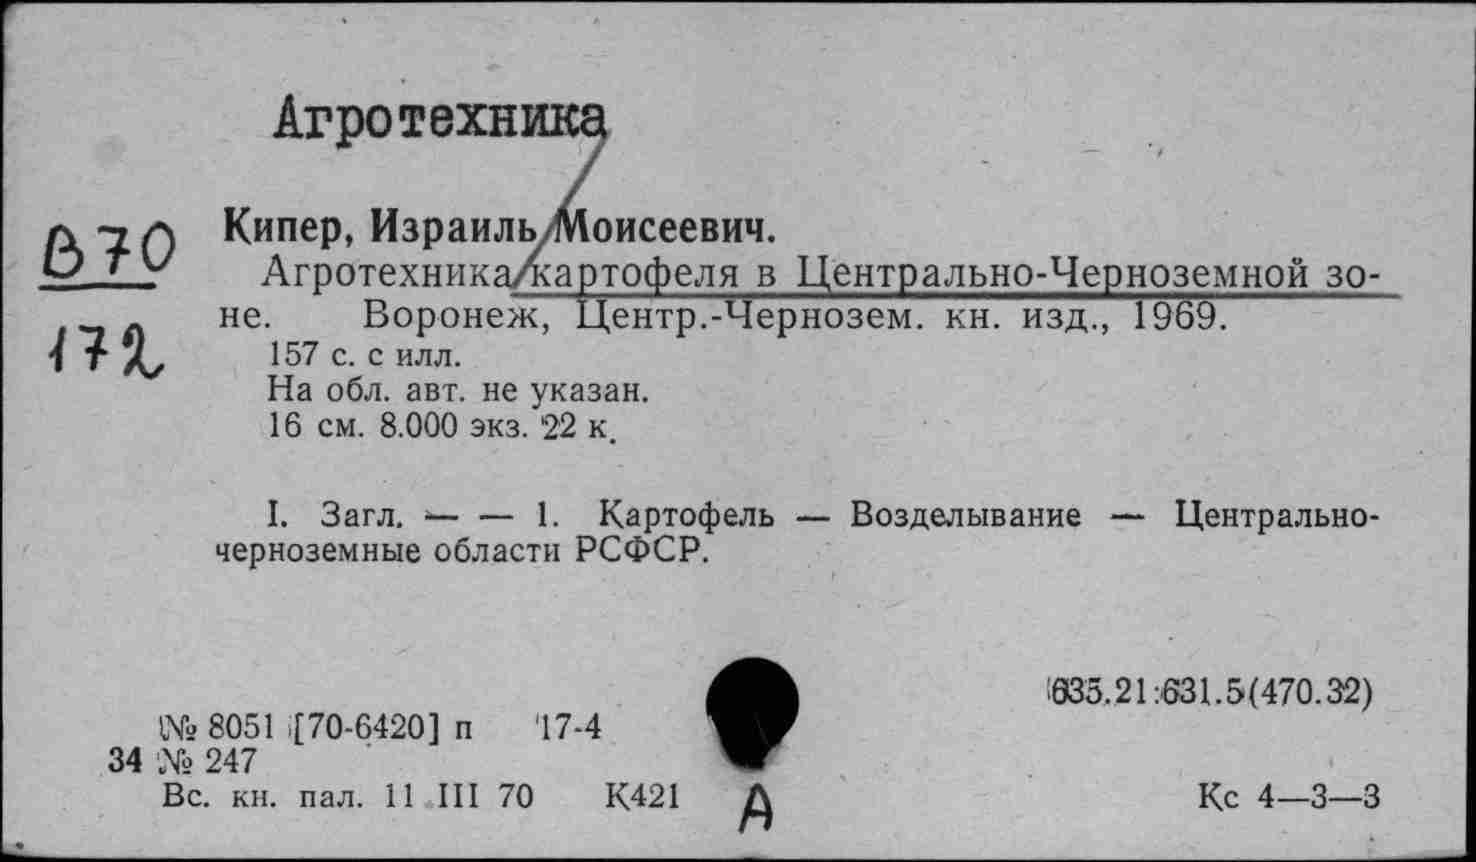 Агротехника
В70
172
Кипер, Израиль Моисеевич.
Агротехника картофеля в Центрально-Черноземной зо-
не. Воронеж, Центр.-Чернозем. кн. изд., 1969.
157 с. с илл.
На обл. авт. не указан.
16 см. 8.000 экз. 22 к.
I. Загл. — — 1. Картофель — Возделывание — Центрально-
черноземные области РСФСР.
635.21:631.5(470.32)
№ 8051 [70-6420] п 17-4
34 № 247
Вс. кн. пал. 11 III 70 К421
Д
Кс 4—3—3